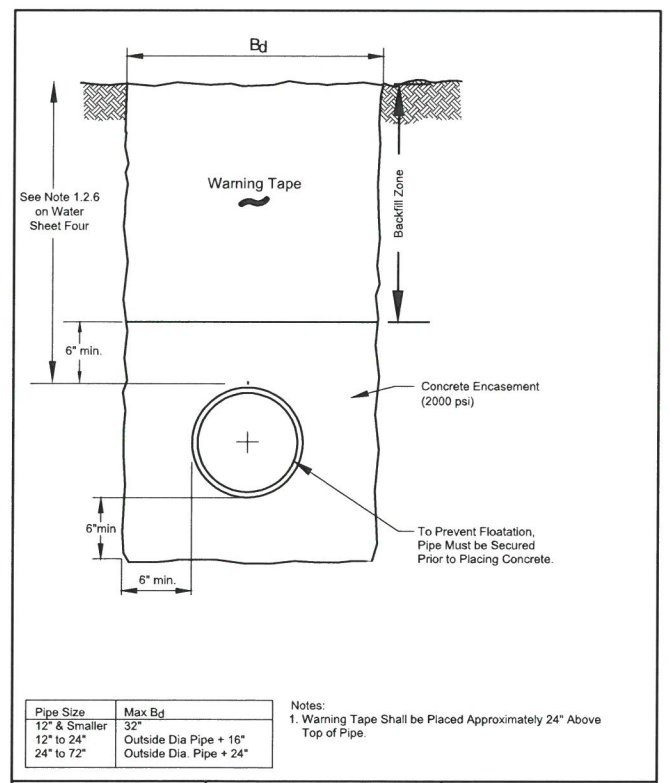 Bd
Warning Tape
See Note 1.2.6
on Water
Sheet Four
Backfill Zone
6" min.
Concrete Encasement
(2000 psi)
6"min
To Prevent Floatation,
Pipe Must be Secured
Prior to Placing Concrete.
6" min.
Pipe Size Max Bd
12" & Smaller 32"
12" to 24" Outside Dia Pipe + 16"
24" to 72" Outside Dia. Pipe + 24"
Notes:
1. Warning Tape Shall be Placed Approximately 24" Above
Top of Pipe.